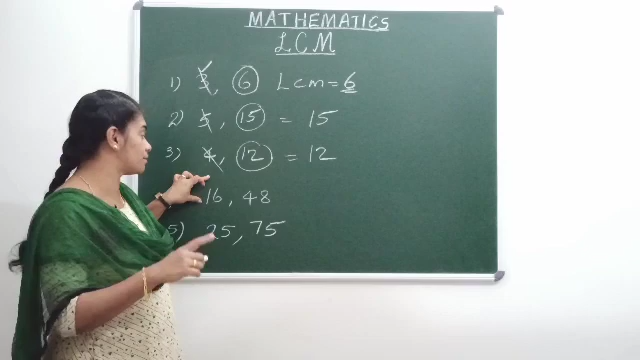 MATHEMATICS
LCM
1) 3, 6 Lcm = 6
2) 5, 15 = 15
3) 4, 12 = 12
16, 48
5) 25, 75